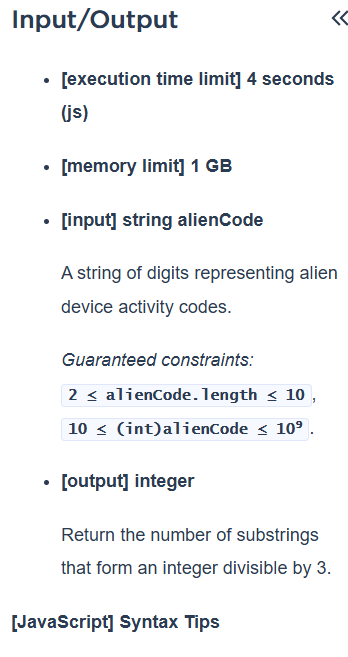 Input/Output
• [execution time limit] 4 seconds
(js)
• [memory limit] 1 GB
• [input] string alienCode
A string of digits representing alien
device activity codes.
Guaranteed constraints:
2 ≤ alienCode.length ≤ 10 ,
10 ≤ (int)alienCode ≤ 10⁹ .
• [output] integer
Return the number of substrings
that form an integer divisible by 3.
[JavaScript] Syntax Tips